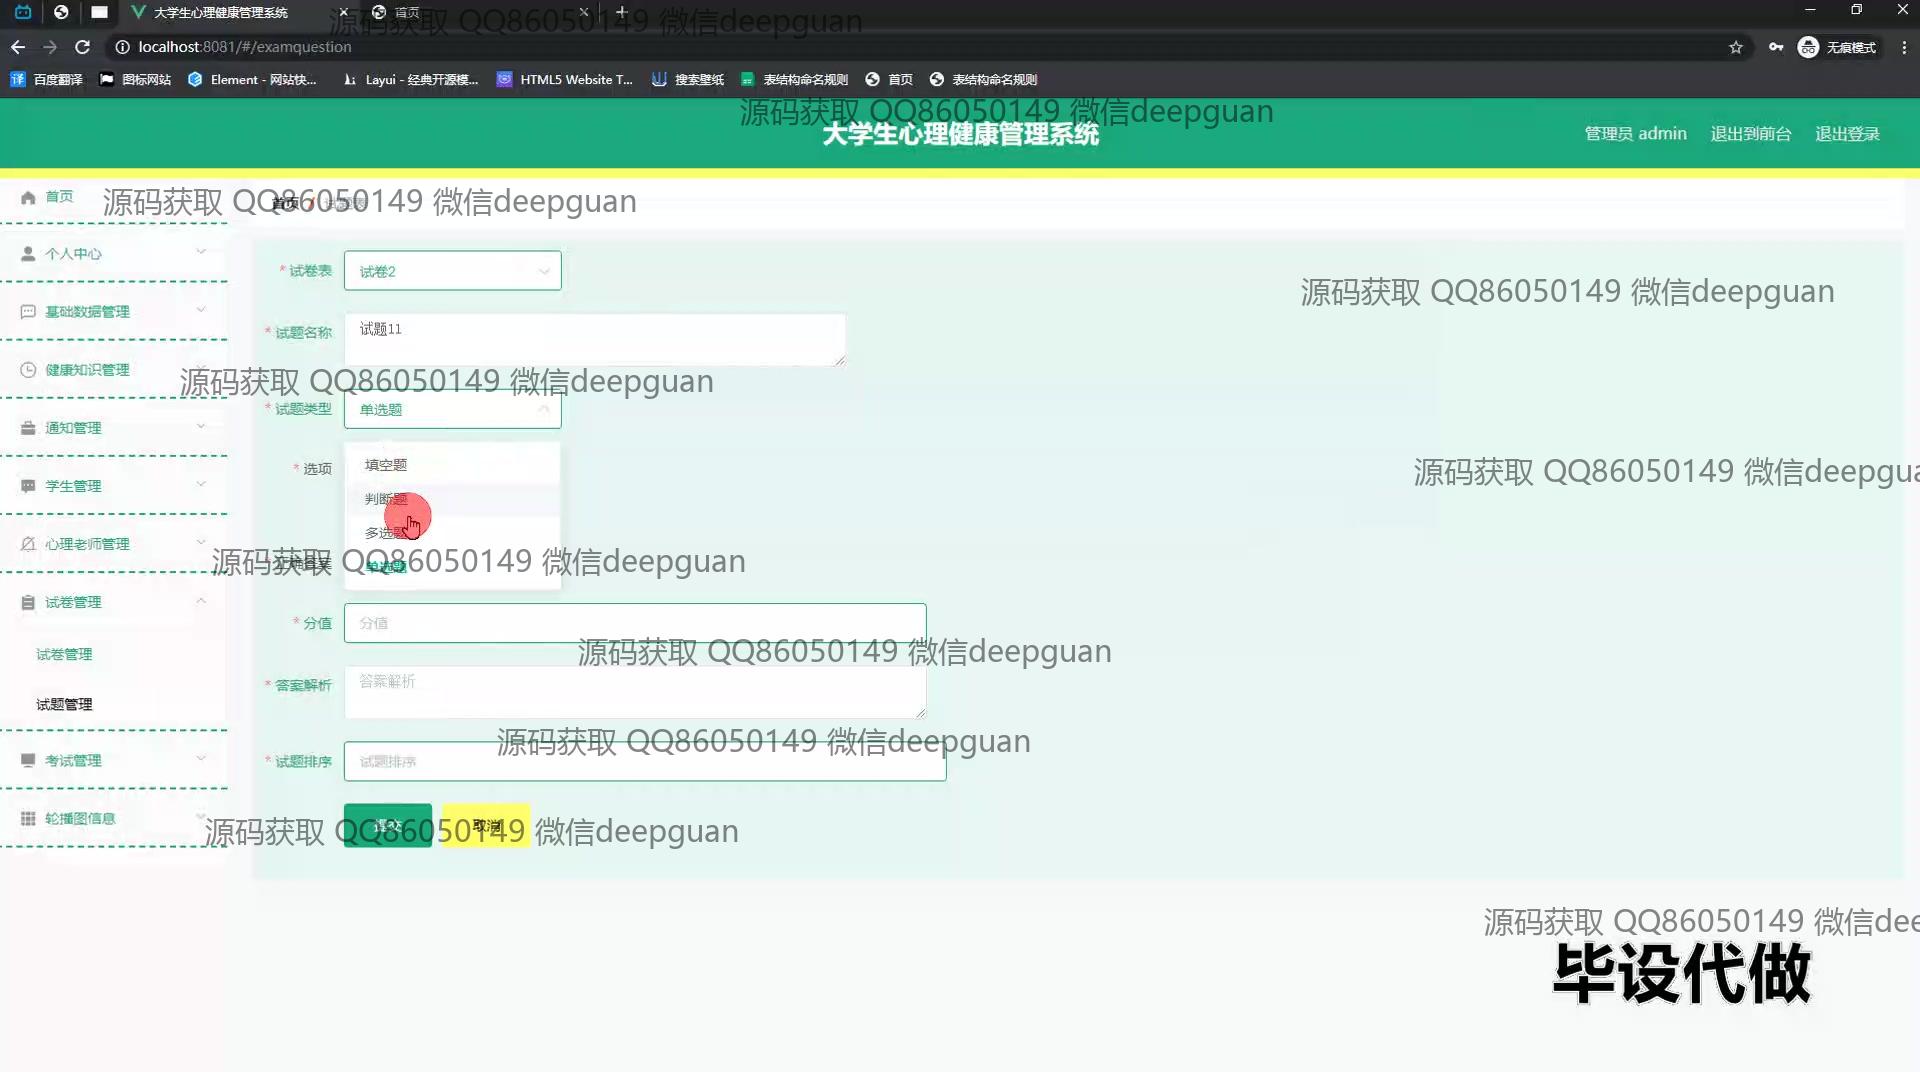 大学生心理健康管理系统
首页
源码获取 QQ86050149 微信deepguan
localhost:8081/#/examquestion
无痕模式
百度翻译
图标网站
Element - 网站快...
Layui - 经典开源模...
HTML5 Website T...
搜索壁纸
表结构命名规则
首页
表结构命名规则
源码获取 QQ86050149 微信deepguan
大学生心理健康管理系统
管理员 admin
退出到前台
退出登录
首页
源码获取 QQ86050149 微信deepguan
首页 / 试题表
个人中心
* 试卷表
试卷2
源码获取 QQ86050149 微信deepguan
基础数据管理
* 试题名称
试题11
健康知识管理
源码获取 QQ86050149 微信deepguan
* 试题类型
单选题
通知管理
* 选项
填空题
源码获取 QQ86050149 微信deepgua
学生管理
判断题
多选题
心理老师管理
源码获取 QQ86050149 微信deepguan
单选题
试卷管理
* 分值
分值
试卷管理
源码获取 QQ86050149 微信deepguan
* 答案解析
答案解析
试题管理
源码获取 QQ86050149 微信deepguan
考试管理
* 试题排序
试题排序
轮播图信息
源码获取 QQ86050149 微信deepguan
提交
取消
源码获取 QQ86050149 微信dee
毕设代做